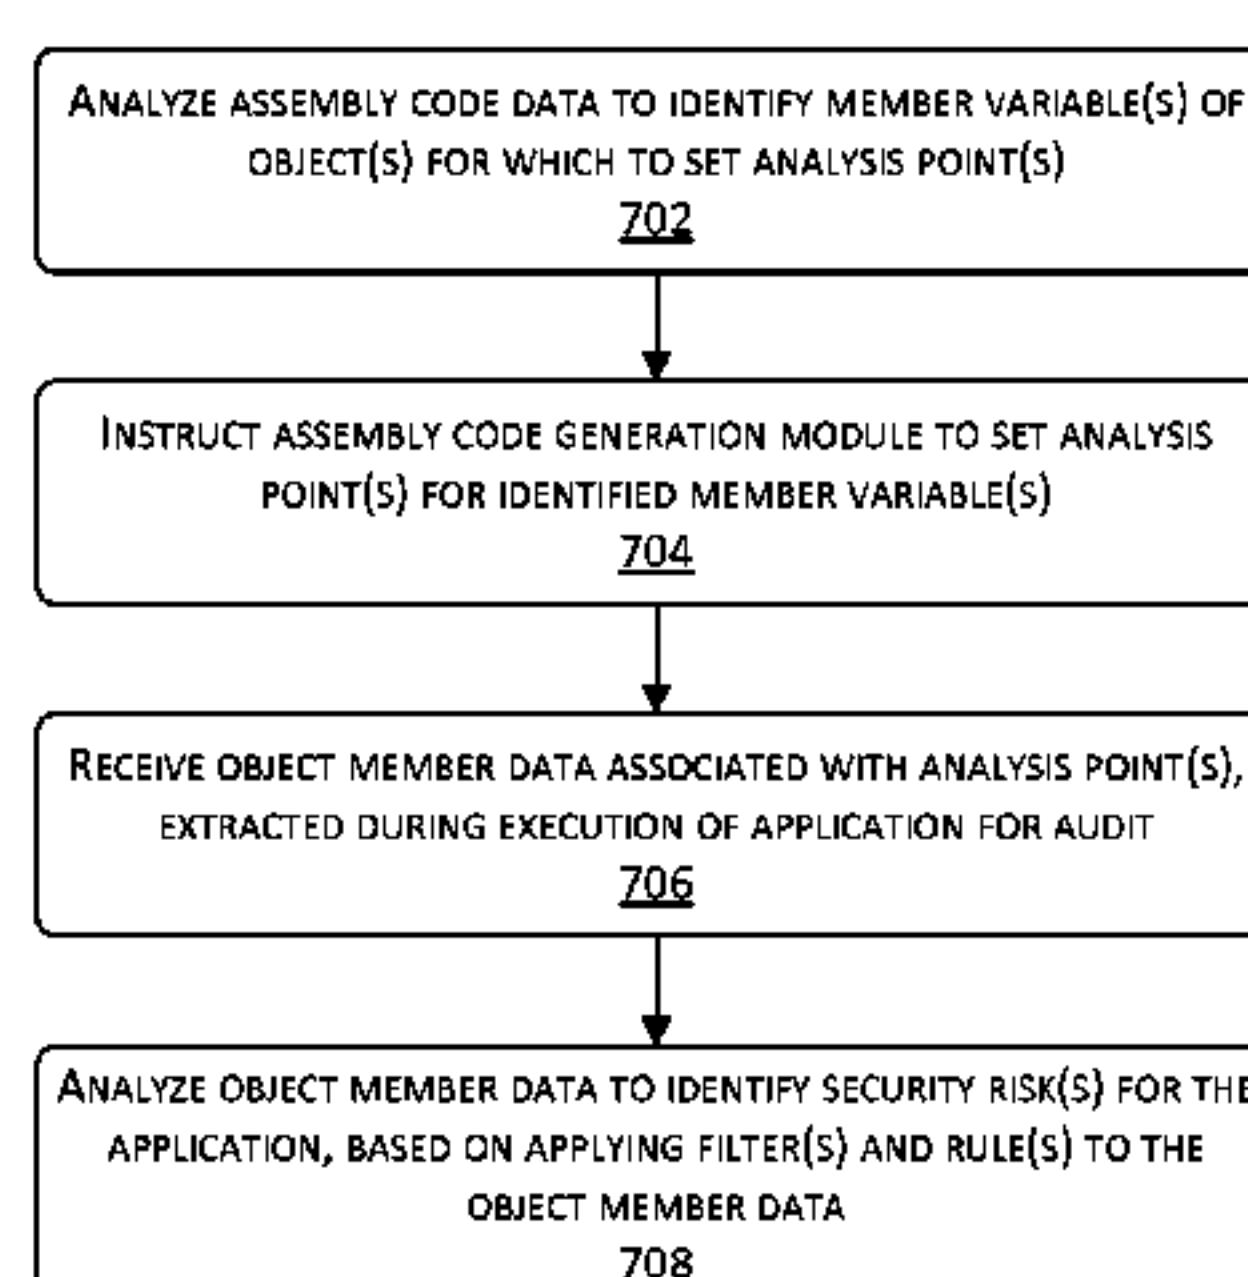 ANALYZE ASSEMBLY CODE DATA TO IDENTIFY MEMBER VARIABLE(S) OF
OBJECT(S) FOR WHICH TO SET ANALYSIS POINT(S)
702
INSTRUCT ASSEMBLY CODE GENERATION MODULE TO SET ANALYSIS
POINT(S) FOR IDENTIFIED MEMBER VARIABLE(S)
704
RECEIVE OBJECT MEMBER DATA ASSOCIATED WITH ANALYSIS POINT(S),
EXTRACTED DURING EXECUTION OF APPLICATION FOR AUDIT
706
ANALYZE OBJECT MEMBER DATA TO IDENTIFY SECURITY RISK(S) FOR THE
APPLICATION, BASED ON APPLYING FILTER(S) AND RULE(S) TO THE
OBJECT MEMBER DATA
708